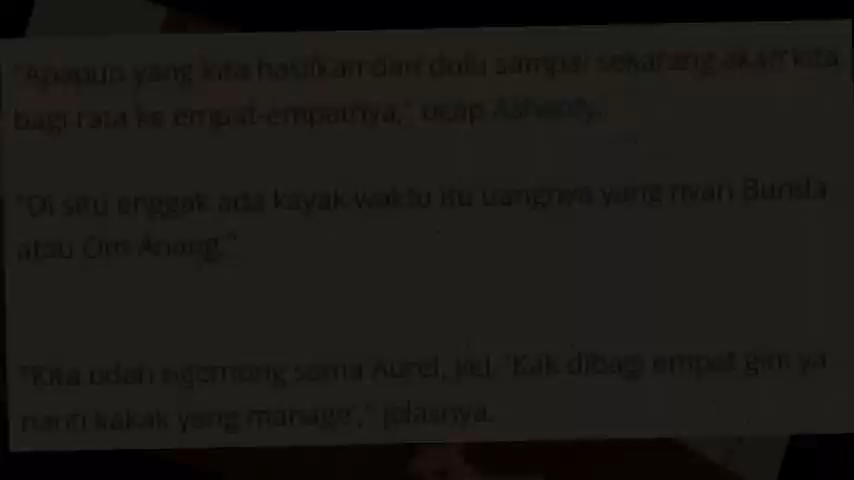 "Apapun yang kita hasilkan dari dulu sampai sekarang akan kita
bagi rata ke empat-empatnya," ucap Ashanty.
"Di situ enggak ada kayak waktu itu uangnya yang nyari Bunda
atau Om Anang."
"Kita udah ngomong sama Aurel, Iel, 'Kak dibagi empat gini ya
nanti kakak yang manage'," jelasnya.